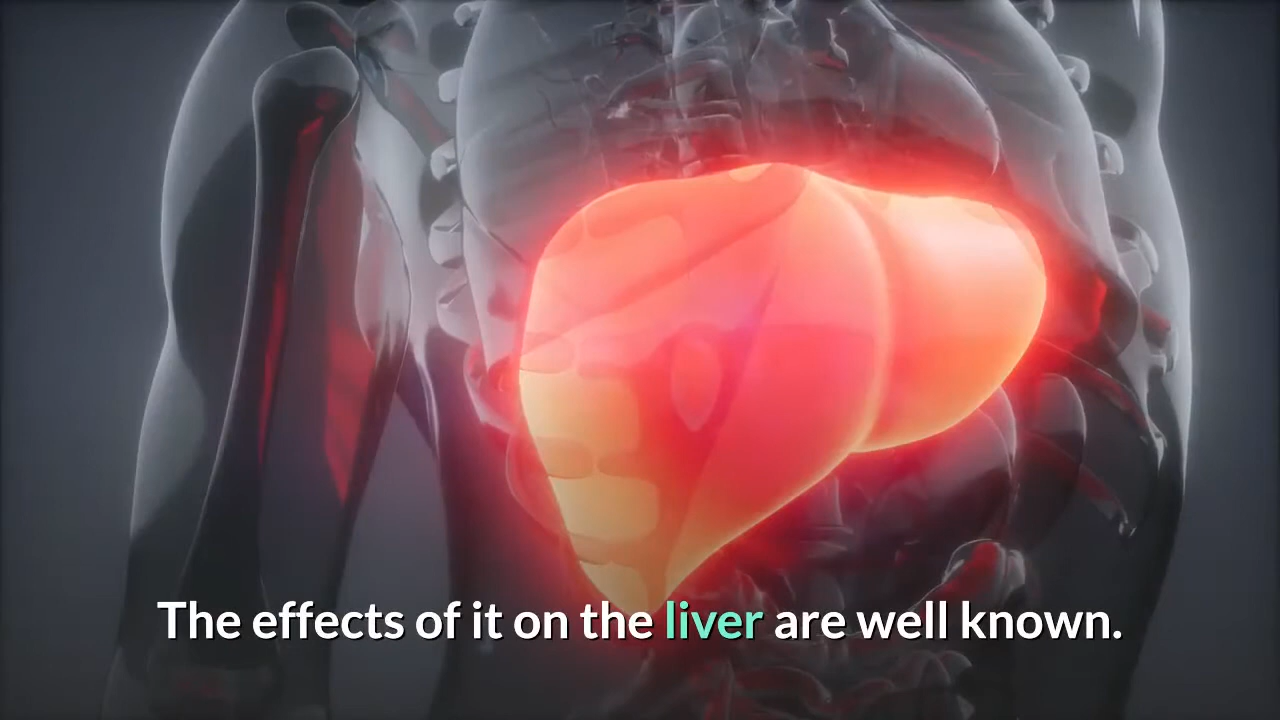 The effects of it on the liver are well known.